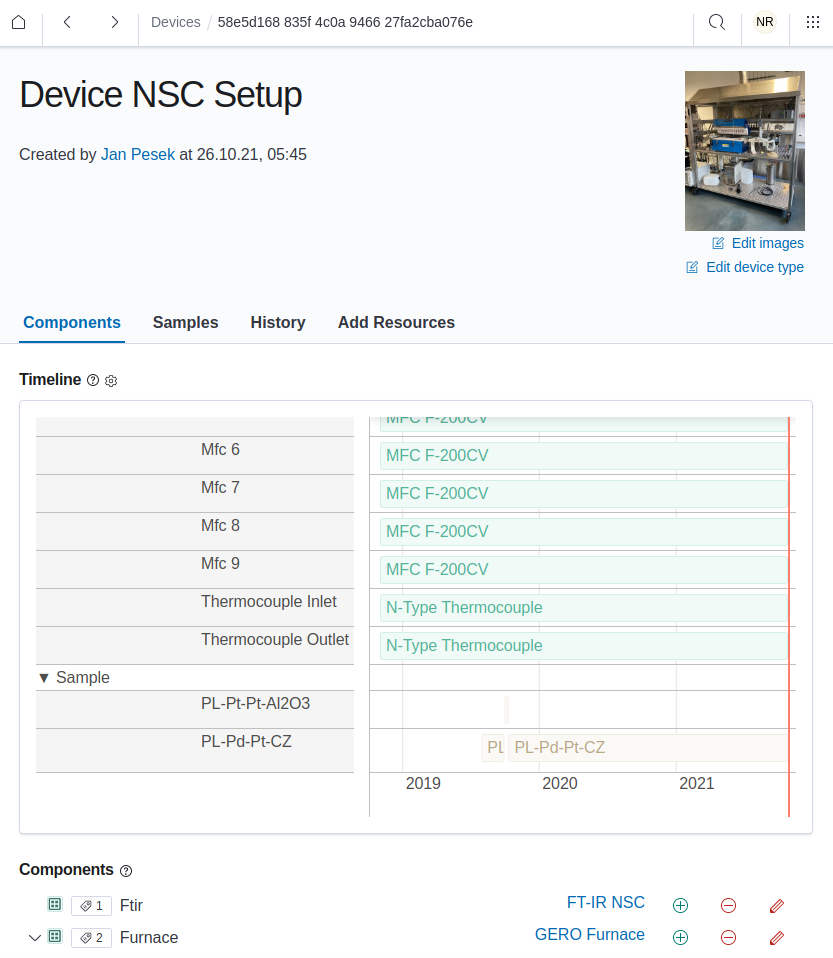 Devices / 58e5d168 835f 4c0a 9466 27fa2cba076e NR
Device NSC Setup
Created by Jan Pesek at 26.10.21, 05:45
Edit images
Edit device type
Components Samples History Add Resources
Timeline
MFC F-200CV
Mfc 6 MFC F-200CV
Mfc 7 MFC F-200CV
Mfc 8 MFC F-200CV
Mfc 9 MFC F-200CV
Thermocouple Inlet N-Type Thermocouple
Thermocouple Outlet N-Type Thermocouple
▼ Sample
PL-Pt-Pt-Al2O3
PL-Pd-Pt-CZ PL PL-Pd-Pt-CZ
2019 2020 2021
Components
1 Ftir FT-IR NSC
2 Furnace GERO Furnace